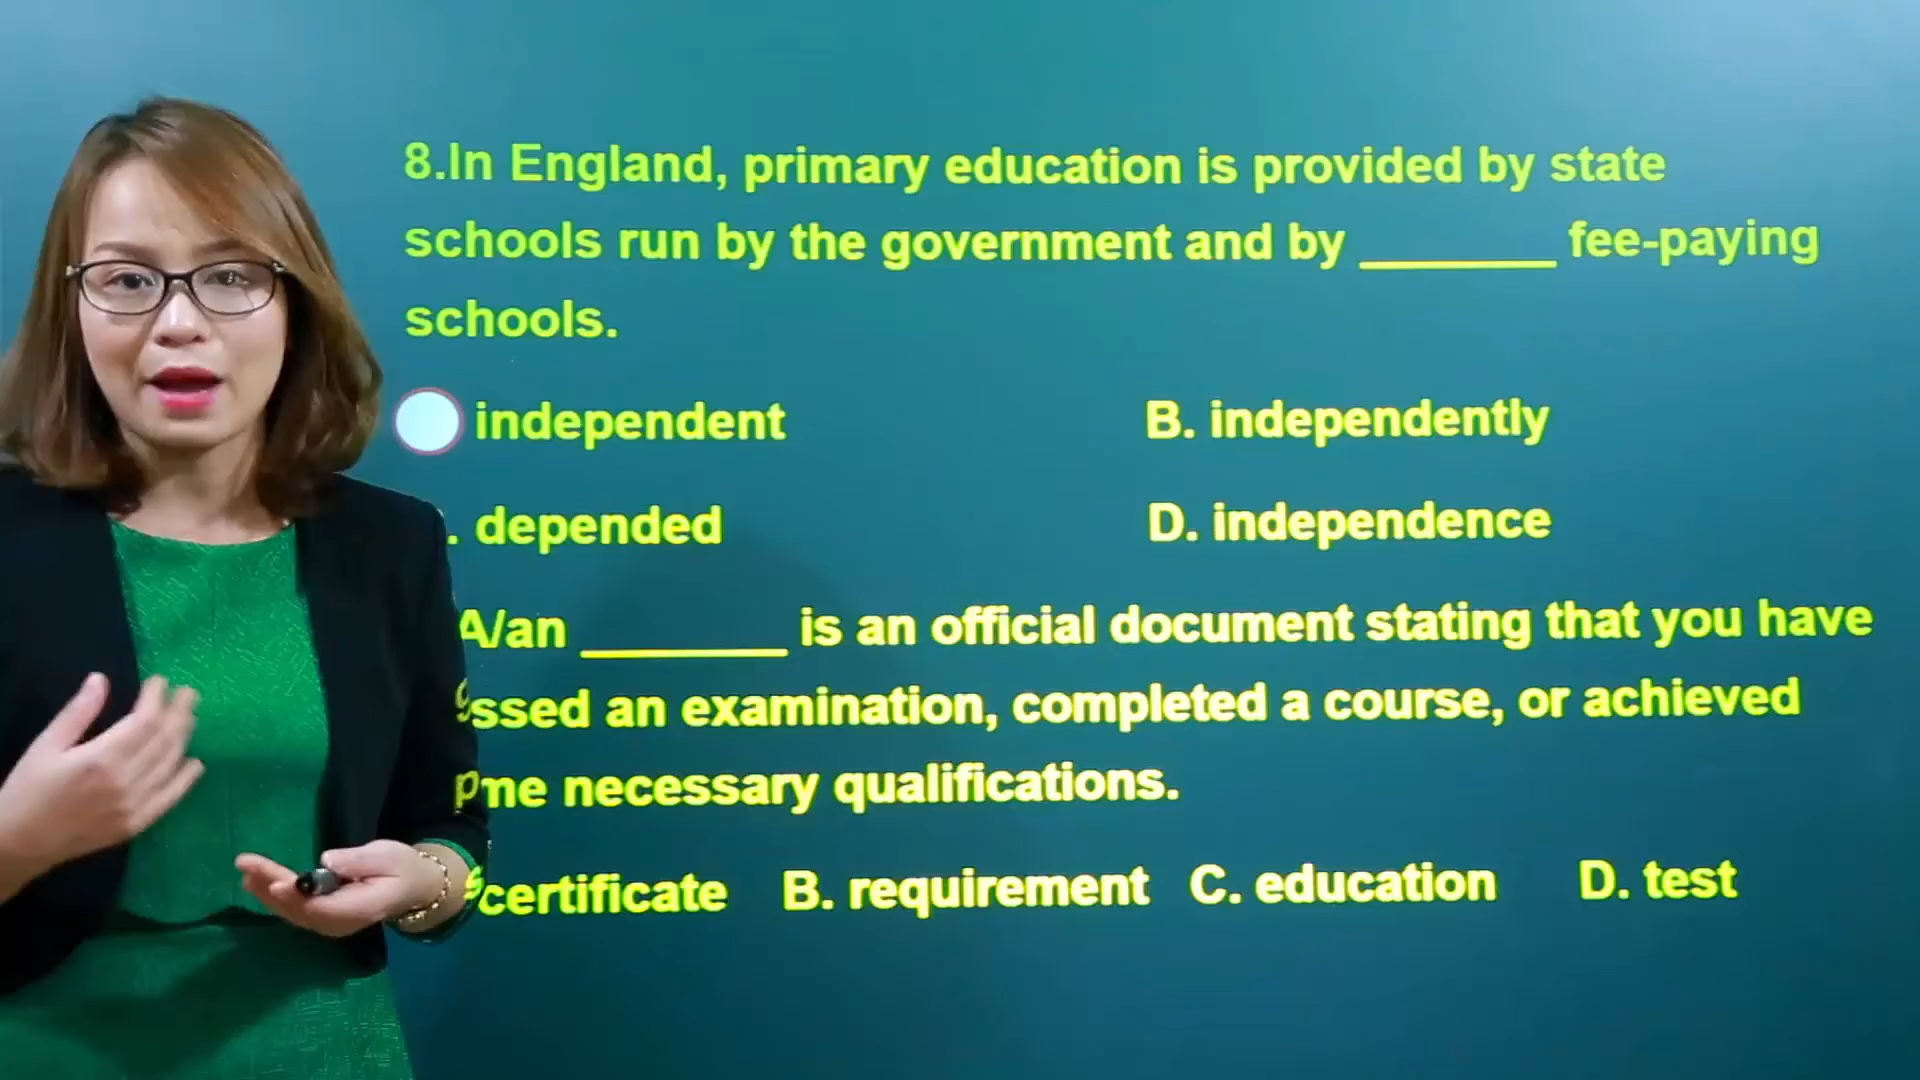 8.In England, primary education is provided by state
schools run by the government and by _______ fee-paying
schools.
independent B. independently
. depended D. independence
A/an _______ is an official document stating that you have
ssed an examination, completed a course, or achieved
me necessary qualifications.
certificate B. requirement C. education D. test